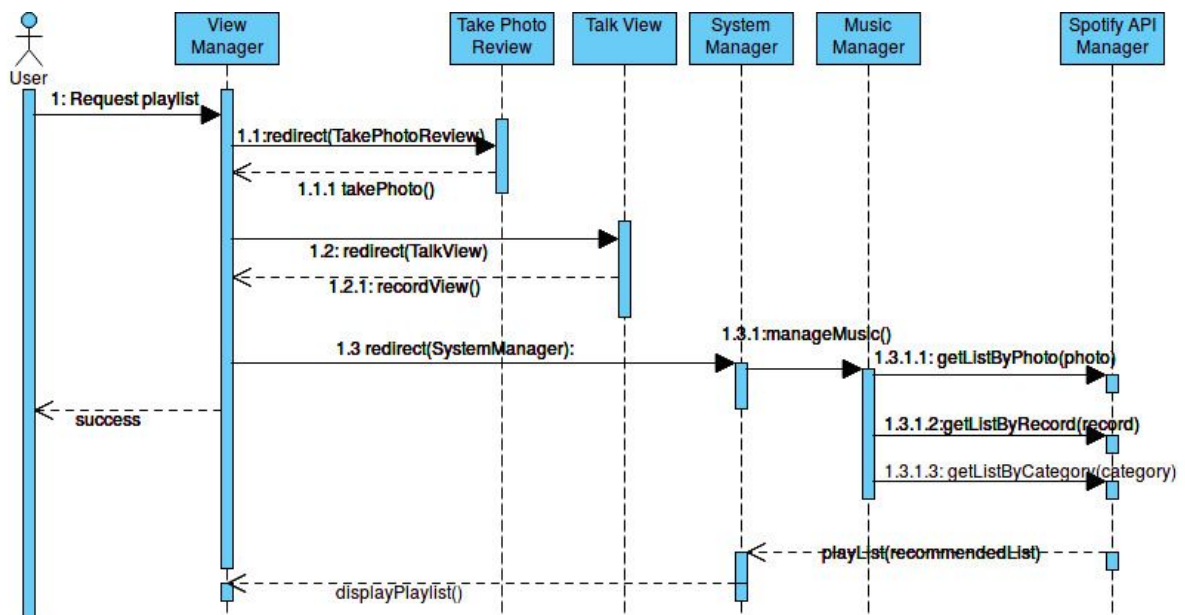 View
Manager
Take Photo
Review
Talk View
System
Manager
Music
Manager
Spotify API
Manager
User
1: Request playlist
1.1:redirect(TakePhotoReview)
1.1.1 takePhoto()
1.2: redirect(TalkView)
1.2.1: recordView()
1.3 redirect(SystemManager):
1.3.1:manageMusic()
1.3.1.1: getListByPhoto(photo)
success
1.3.1.2:getListByRecord(record)
1.3.1.3: getListByCategory(category)
playList(recommendedList)
displayPlaylist()